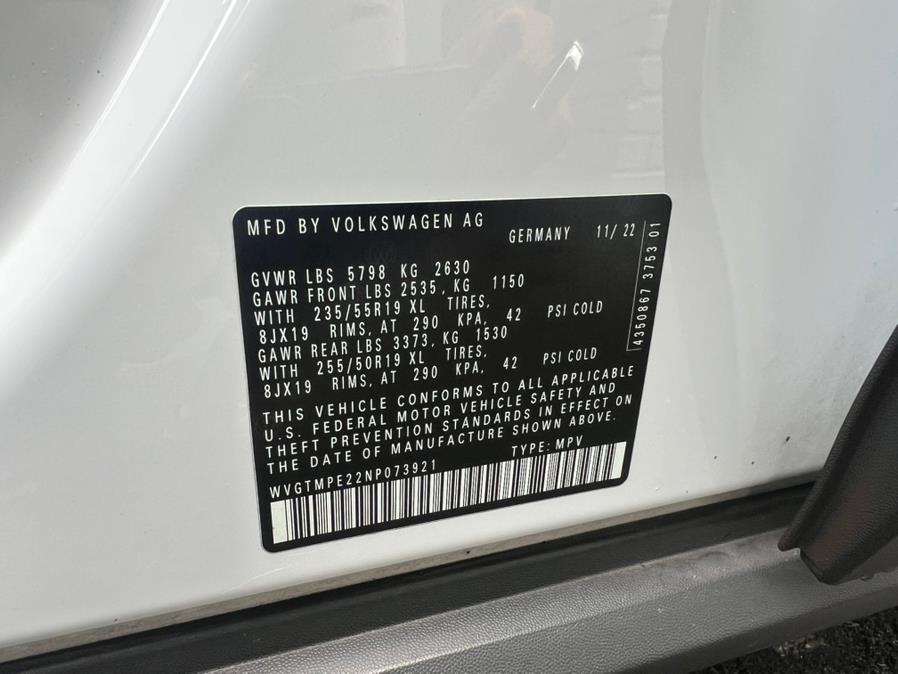 MFD BY VOLKSWAGEN AG
GERMANY 11/ 22
GVWR LBS 5798 KG 2630
GAWR FRONT LBS 2535, KG 1150
WITH 235/55R19 XL TIRES,
8JX19 RIMS, AT 290 KPA, 42 PSI COLD
GAWR REAR LBS 3373, KG 1530
WITH 255/50R19 XL TIRES,
8JX19 RIMS, AT 290 KPA, 42 PSI COLD
THIS VEHICLE CONFORMS TO ALL APPLICABLE
U.S. FEDERAL MOTOR VEHICLE SAFETY AND
THEFT PREVENTION STANDARDS IN EFFECT ON
THE DATE OF MANUFACTURE SHOWN ABOVE.
WVGTMPE22NP073921 TYPE: MPV
4350867 3753 01